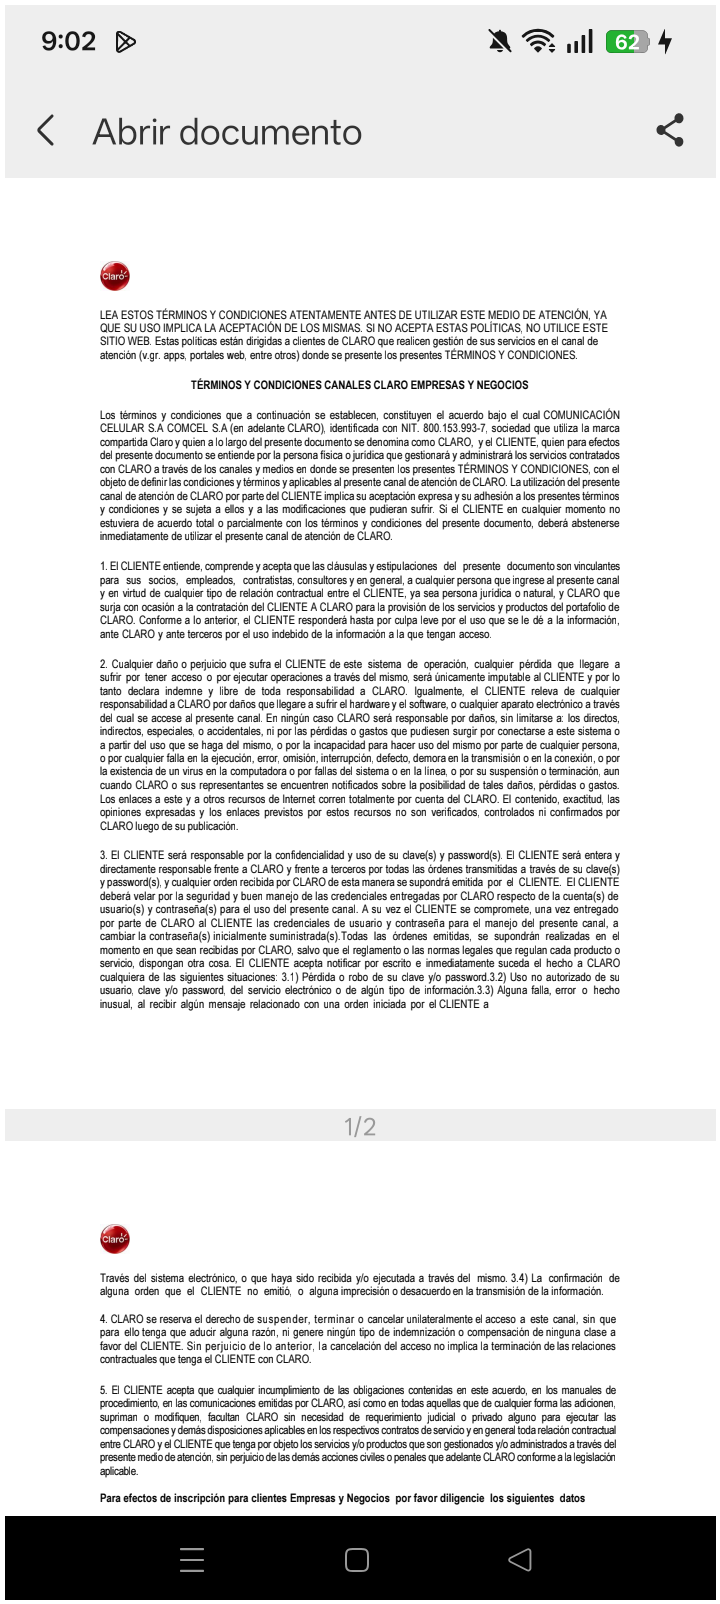 9:02
62
Abrir documento
Claro
LEA ESTOS TÉRMINOS Y CONDICIONES ATENTAMENTE ANTES DE UTILIZAR ESTE MEDIO DE ATENCIÓN, YA
QUE SU USO IMPLICA LA ACEPTACIÓN DE LOS MISMAS. SI NO ACEPTA ESTAS POLÍTICAS, NO UTILICE ESTE
SITIO WEB. Estas políticas están dirigidas a clientes de CLARO que realicen gestión de sus servicios en el canal de
atención (v.gr. apps, portales web, entre otros) donde se presente los presentes TÉRMINOS Y CONDICIONES.
TÉRMINOS Y CONDICIONES CANALES CLARO EMPRESAS Y NEGOCIOS
Los términos y condiciones que a continuación se establecen, constituyen el acuerdo bajo el cual COMUNICACIÓN
CELULAR S.A COMCEL S.A (en adelante CLARO), identificada con NIT. 800.153.993-7, sociedad que utiliza la marca
compartida Claro y quien a lo largo del presente documento se denomina como CLARO, y el CLIENTE, quien para efectos
del presente documento se entiende por la persona física o jurídica que gestionará y administrará los servicios contratados
con CLARO a través de los canales y medios en donde se presenten los presentes TÉRMINOS Y CONDICIONES, con el
objeto de definir las condiciones y términos y aplicables al presente canal de atención de CLARO. La utilización del presente
canal de atención de CLARO por parte del CLIENTE implica su aceptación expresa y su adhesión a los presentes términos
y condiciones y se sujeta a ellos y a las modificaciones que pudieran sufrir. Si el CLIENTE en cualquier momento no
estuviera de acuerdo total o parcialmente con los términos y condiciones del presente documento, deberá abstenerse
inmediatamente de utilizar el presente canal de atención de CLARO.
1. El CLIENTE entiende, comprende y acepta que las cláusulas y estipulaciones del presente documento son vinculantes
para sus socios, empleados, contratistas, consultores y en general, a cualquier persona que ingrese al presente canal
y en virtud de cualquier tipo de relación contractual entre el CLIENTE, ya sea persona jurídica o natural, y CLARO que
surja con ocasión a la contratación del CLIENTE A CLARO para la provisión de los servicios y productos del portafolio de
CLARO. Conforme a lo anterior, el CLIENTE responderá hasta por culpa leve por el uso que se le dé a la información,
ante CLARO y ante terceros por el uso indebido de la información a la que tengan acceso.
2. Cualquier daño o perjuicio que sufra el CLIENTE de este sistema de operación, cualquier pérdida que llegare a
sufrir por tener acceso o por ejecutar operaciones a través del mismo, será únicamente imputable al CLIENTE y por lo
tanto declara indemne y libre de toda responsabilidad a CLARO. Igualmente, el CLIENTE releva de cualquier
responsabilidad a CLARO por daños que llegare a sufrir el hardware y el software, o cualquier aparato electrónico a través
del cual se accese al presente canal. En ningún caso CLARO será responsable por daños, sin limitarse a: los directos,
indirectos, especiales, o accidentales, ni por las pérdidas o gastos que pudiesen surgir por conectarse a este sistema o
a partir del uso que se haga del mismo, o por la incapacidad para hacer uso del mismo por parte de cualquier persona,
o por cualquier falla en la ejecución, error, omisión, interrupción, defecto, demora en la transmisión o en la conexión, o por
la existencia de un virus en la computadora o por fallas del sistema o en la línea, o por su suspensión o terminación, aun
cuando CLARO o sus representantes se encuentren notificados sobre la posibilidad de tales daños, pérdidas o gastos.
Los enlaces a este y a otros recursos de Internet corren totalmente por cuenta del CLARO. El contenido, exactitud, las
opiniones expresadas y los enlaces previstos por estos recursos no son verificados, controlados ni confirmados por
CLARO luego de su publicación.
3. El CLIENTE será responsable por la confidencialidad y uso de su clave(s) y password(s). El CLIENTE será entera y
directamente responsable frente a CLARO y frente a terceros por todas las órdenes transmitidas a través de su clave(s)
y password(s), y cualquier orden recibida por CLARO de esta manera se supondrá emitida por el CLIENTE. El CLIENTE
deberá velar por la seguridad y buen manejo de las credenciales entregadas por CLARO respecto de la cuenta(s) de
usuario(s) y contraseña(s) para el uso del presente canal. A su vez el CLIENTE se compromete, una vez entregado
por parte de CLARO al CLIENTE las credenciales de usuario y contraseña para el manejo del presente canal, a
cambiar la contraseña(s) inicialmente suministrada(s).Todas las órdenes emitidas, se supondrán realizadas en el
momento en que sean recibidas por CLARO, salvo que el reglamento o las normas legales que regulan cada producto o
servicio, dispongan otra cosa. El CLIENTE acepta notificar por escrito e inmediatamente suceda el hecho a CLARO
cualquiera de las siguientes situaciones: 3.1) Pérdida o robo de su clave y/o password.3.2) Uso no autorizado de su
usuario, clave y/o password, del servicio electrónico o de algún tipo de información.3.3) Alguna falla, error o hecho
inusual, al recibir algún mensaje relacionado con una orden iniciada por el CLIENTE a
1/2
Claro
Través del sistema electrónico, o que haya sido recibida y/o ejecutada a través del mismo. 3.4) La confirmación de
alguna orden que el CLIENTE no emitió, o alguna imprecisión o desacuerdo en la transmisión de la información.
4. CLARO se reserva el derecho de suspender, terminar o cancelar unilateralmente el acceso a este canal, sin que
para ello tenga que aducir alguna razón, ni genere ningún tipo de indemnización o compensación de ninguna clase a
favor del CLIENTE. Sin perjuicio de lo anterior, la cancelación del acceso no implica la terminación de las relaciones
contractuales que tenga el CLIENTE con CLARO.
5. El CLIENTE acepta que cualquier incumplimiento de las obligaciones contenidas en este acuerdo, en los manuales de
procedimiento, en las comunicaciones emitidas por CLARO, así como en todas aquellas que de cualquier forma las adicionen,
supriman o modifiquen, facultan CLARO sin necesidad de requerimiento judicial o privado alguno para ejecutar las
compensaciones y demás disposiciones aplicables en los respectivos contratos de servicio y en general toda relación contractual
entre CLARO y el CLIENTE que tenga por objeto los servicios y/o productos que son gestionados y/o administrados a través del
presente medio de atención, sin perjuicio de las demás acciones civiles o penales que adelante CLARO conforme a la legislación
aplicable.
Para efectos de inscripción para clientes Empresas y Negocios por favor diligencie los siguientes datos